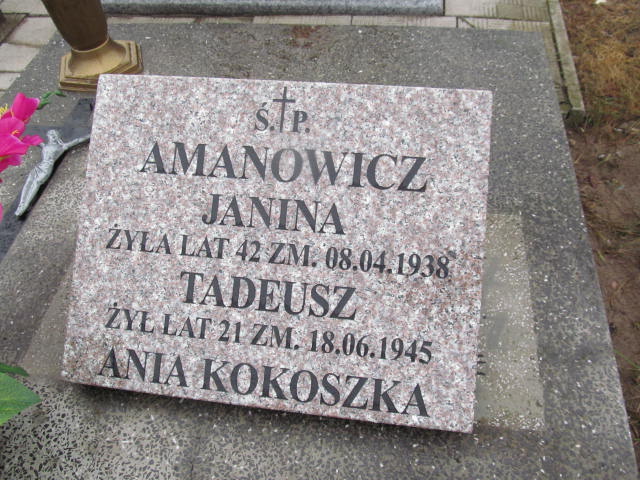 Ś.P.
AMANOWICZ
JANINA
ŻYŁA LAT 42 ZM. 08.04.1938
TADEUSZ
ŻYŁ LAT 21 ZM. 18.06.1945
ANIA KOKOSZKA